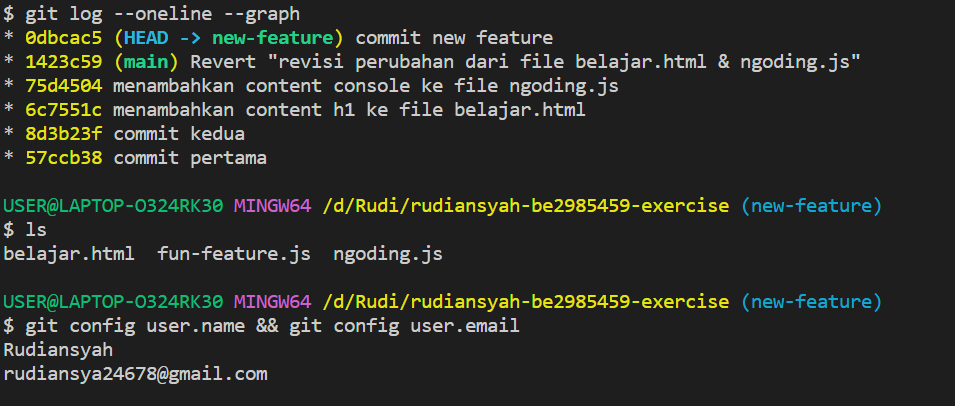 $ git log --oneline --graph
* 0dbcac5 (HEAD -> new-feature) commit new feature
* 1423c59 (main) Revert "revisi perubahan dari file belajar.html & ngoding.js"
* 75d4504 menambahkan content console ke file ngoding.js
* 6c7551c menambahkan content h1 ke file belajar.html
* 8d3b23f commit kedua
* 57ccb38 commit pertama
USER@LAPTOP-O324RK30 MINGW64 /d/Rudi/rudiansyah-be2985459-exercise (new-feature)
$ ls
belajar.html  fun-feature.js  ngoding.js
USER@LAPTOP-O324RK30 MINGW64 /d/Rudi/rudiansyah-be2985459-exercise (new-feature)
$ git config user.name && git config user.email
Rudiansyah
rudiansya24678@gmail.com